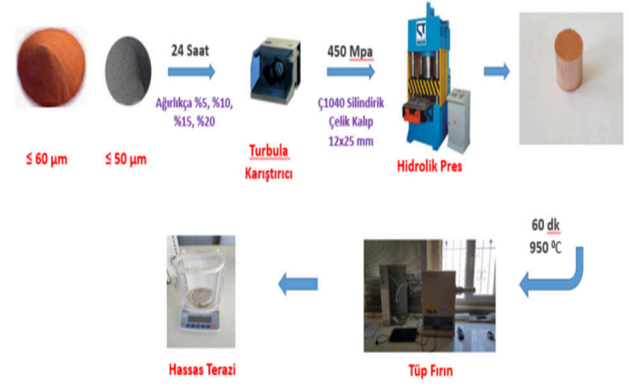 24 Saat
Ağırlıkça %5, %10,
%15, %20
≤ 60 µm
≤ 50 µm
Turbula
Karıştırıcı
450 Mpa
Ç1040 Silindirik
Çelik Kalıp
12x25 mm
Hidrolik Pres
60 dk
950 ⁰C
Tüp Fırın
Hassas Terazi